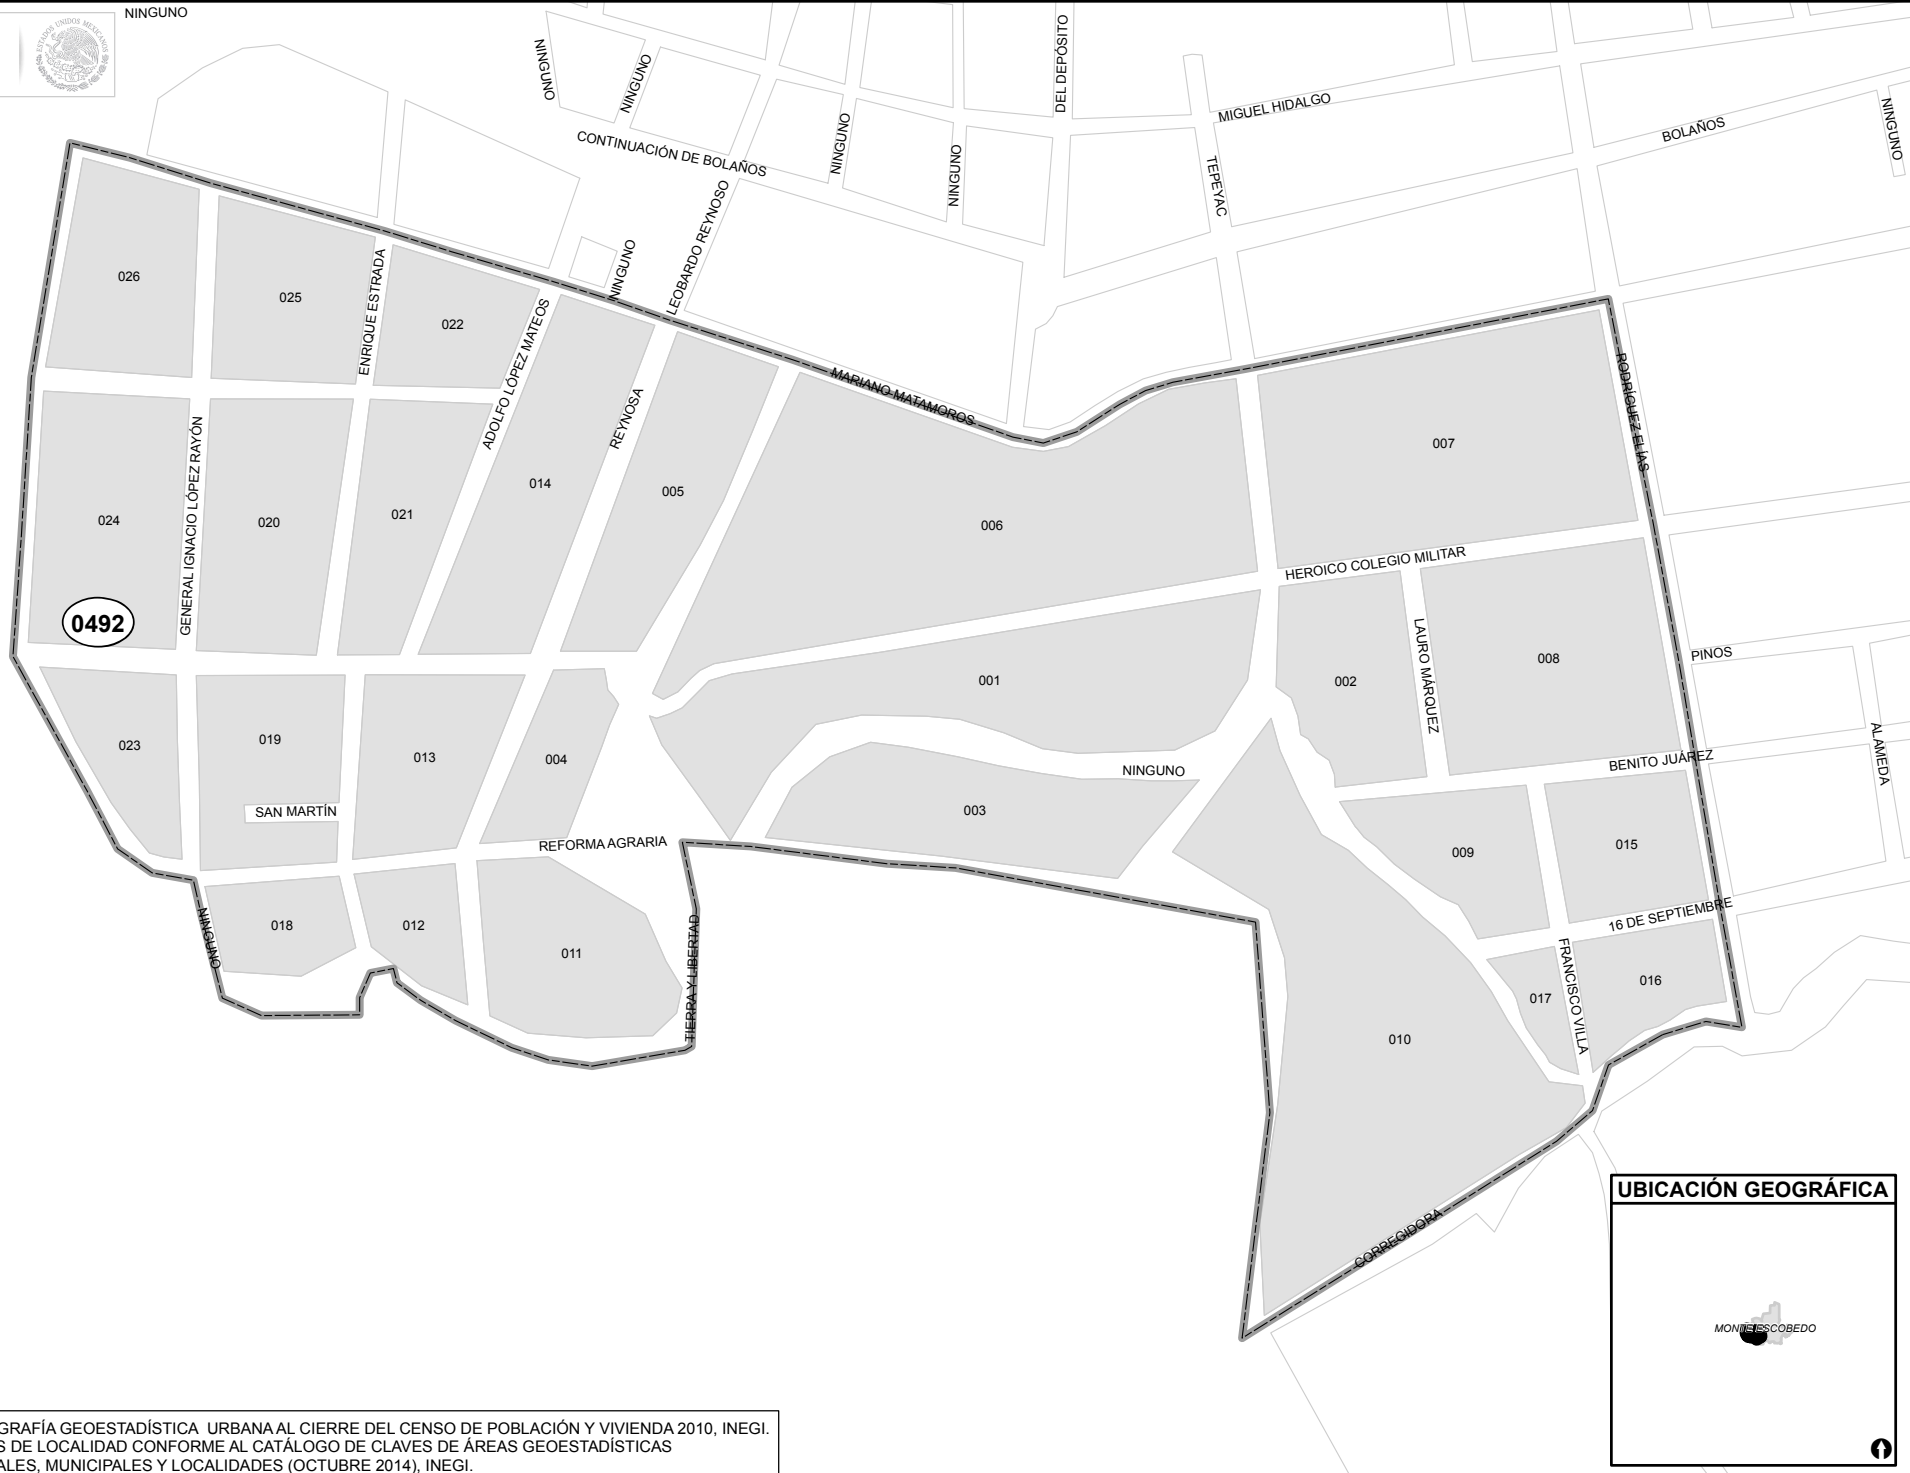 NINGUNO
ESTADOS UNIDOS MEXICANOS
NINGUNO
NINGUNO
DEL DEPÓSITO
MIGUEL HIDALGO
BOLAÑOS
NINGUNO
CONTINUACIÓN DE BOLAÑOS
NINGUNO
NINGUNO
TEPEYAC
LEOBARDO REYNOSO
NINGUNO
026
025
022
ENRIQUE ESTRADA
ADOLFO LÓPEZ MATEOS
REYNOSA
MARIANO MATAMOROS
RODRÍGUEZ ELÍAS
007
GENERAL IGNACIO LÓPEZ RAYÓN
024
020
021
014
005
006
HEROICO COLEGIO MILITAR
0492
LAURO MÁRQUEZ
008
PINOS
001
002
023
019
013
004
NINGUNO
BENITO JUÁREZ
ALAMEDA
SAN MARTÍN
003
REFORMA AGRARIA
009
015
018
012
011
NINGUNO
TIERRA Y LIBERTAD
16 DE SEPTIEMBRE
FRANCISCO VILLA
017
016
010
CORREGIDORA
UBICACIÓN GEOGRÁFICA
MONTE ESCOBEDO
GRAFÍA GEOESTADÍSTICA URBANA AL CIERRE DEL CENSO DE POBLACIÓN Y VIVIENDA 2010, INEGI.
S DE LOCALIDAD CONFORME AL CATÁLOGO DE CLAVES DE ÁREAS GEOESTADÍSTICAS
ALES, MUNICIPALES Y LOCALIDADES (OCTUBRE 2014), INEGI.